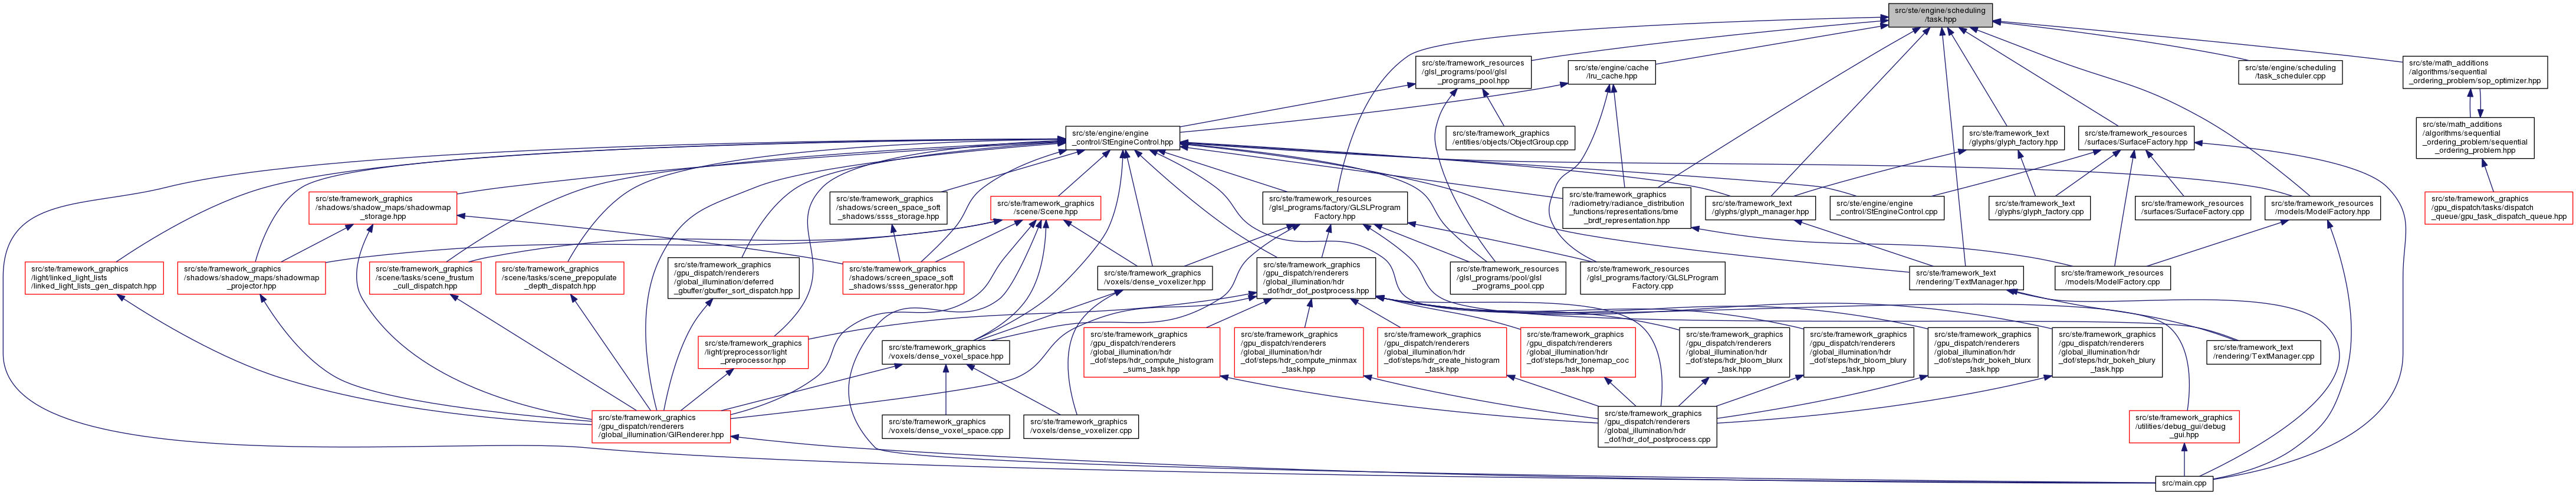 src/ste/engine/scheduling
/task.hpp
src/ste/framework_resources
/glsl_programs/pool/glsl
_programs_pool.hpp
src/ste/engine/cache
/lru_cache.hpp
src/ste/engine/scheduling
/task_scheduler.cpp
src/ste/math_additions
/algorithms/sequential
_ordering_problem/sop_optimizer.hpp
src/ste/engine/engine
_control/StEngineControl.hpp
src/ste/framework_graphics
/entities/objects/ObjectGroup.cpp
src/ste/framework_text
/glyphs/glyph_factory.hpp
src/ste/framework_resources
/surfaces/SurfaceFactory.hpp
src/ste/math_additions
/algorithms/sequential
_ordering_problem/sequential
_ordering_problem.hpp
src/ste/framework_graphics
/shadows/shadow_maps/shadowmap
_storage.hpp
src/ste/framework_graphics
/shadows/screen_space_soft
_shadows/ssss_storage.hpp
src/ste/framework_graphics
/scene/Scene.hpp
src/ste/framework_resources
/glsl_programs/factory/GLSLProgram
Factory.hpp
src/ste/framework_graphics
/radiometry/radiance_distribution
_functions/representations/bme
_brdf_representation.hpp
src/ste/framework_text
/glyphs/glyph_manager.hpp
src/ste/engine/engine
_control/StEngineControl.cpp
src/ste/framework_text
/glyphs/glyph_factory.cpp
src/ste/framework_resources
/surfaces/SurfaceFactory.cpp
src/ste/framework_resources
/models/ModelFactory.hpp
src/ste/framework_graphics
/gpu_dispatch/tasks/dispatch
_queue/gpu_task_dispatch_queue.hpp
src/ste/framework_graphics
/light/linked_light_lists
/linked_light_lists_gen_dispatch.hpp
src/ste/framework_graphics
/shadows/shadow_maps/shadowmap
_projector.hpp
src/ste/framework_graphics
/scene/tasks/scene_frustum
_cull_dispatch.hpp
src/ste/framework_graphics
/scene/tasks/scene_prepopulate
_depth_dispatch.hpp
src/ste/framework_graphics
/gpu_dispatch/renderers
/global_illumination/deferred
_gbuffer/gbuffer_sort_dispatch.hpp
src/ste/framework_graphics
/shadows/screen_space_soft
_shadows/ssss_generator.hpp
src/ste/framework_graphics
/voxels/dense_voxelizer.hpp
src/ste/framework_graphics
/gpu_dispatch/renderers
/global_illumination/hdr
_dof/hdr_dof_postprocess.hpp
src/ste/framework_resources
/glsl_programs/pool/glsl
_programs_pool.cpp
src/ste/framework_resources
/glsl_programs/factory/GLSLProgram
Factory.cpp
src/ste/framework_text
/rendering/TextManager.hpp
src/ste/framework_resources
/models/ModelFactory.cpp
src/ste/framework_graphics
/light/preprocessor/light
_preprocessor.hpp
src/ste/framework_graphics
/voxels/dense_voxel_space.hpp
src/ste/framework_graphics
/gpu_dispatch/renderers
/global_illumination/hdr
_dof/steps/hdr_compute_histogram
_sums_task.hpp
src/ste/framework_graphics
/gpu_dispatch/renderers
/global_illumination/hdr
_dof/steps/hdr_compute_minmax
_task.hpp
src/ste/framework_graphics
/gpu_dispatch/renderers
/global_illumination/hdr
_dof/steps/hdr_create_histogram
_task.hpp
src/ste/framework_graphics
/gpu_dispatch/renderers
/global_illumination/hdr
_dof/steps/hdr_tonemap_coc
_task.hpp
src/ste/framework_graphics
/gpu_dispatch/renderers
/global_illumination/hdr
_dof/steps/hdr_bloom_blurx
_task.hpp
src/ste/framework_graphics
/gpu_dispatch/renderers
/global_illumination/hdr
_dof/steps/hdr_bloom_blury
_task.hpp
src/ste/framework_graphics
/gpu_dispatch/renderers
/global_illumination/hdr
_dof/steps/hdr_bokeh_blurx
_task.hpp
src/ste/framework_graphics
/gpu_dispatch/renderers
/global_illumination/hdr
_dof/steps/hdr_bokeh_blury
_task.hpp
src/ste/framework_text
/rendering/TextManager.cpp
src/ste/framework_graphics
/gpu_dispatch/renderers
/global_illumination/GIRenderer.hpp
src/ste/framework_graphics
/voxels/dense_voxel_space.cpp
src/ste/framework_graphics
/voxels/dense_voxelizer.cpp
src/ste/framework_graphics
/gpu_dispatch/renderers
/global_illumination/hdr
_dof/hdr_dof_postprocess.cpp
src/ste/framework_graphics
/utilities/debug_gui/debug
_gui.hpp
src/main.cpp